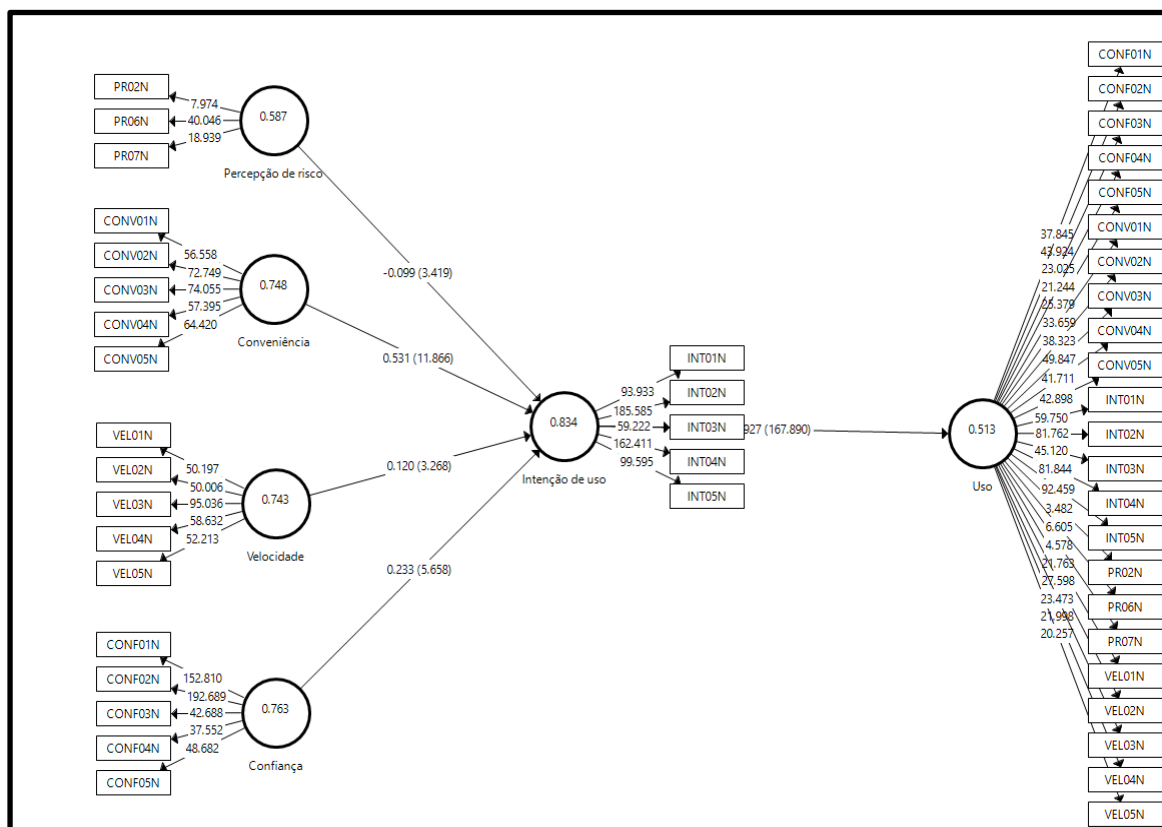 PR02N
PR06N
PR07N
7.974
40.046
18.939
0.587
Percepção de risco
CONV01N
CONV02N
CONV03N
CONV04N
CONV05N
56.558
72.749
74.055
57.395
64.420
0.748
Conveniência
VEL01N
VEL02N
VEL03N
VEL04N
VEL05N
50.197
50.006
95.036
58.632
52.213
0.743
Velocidade
CONF01N
CONF02N
CONF03N
CONF04N
CONF05N
152.810
192.689
42.688
37.552
48.682
0.763
Confiança
-0.099 (3.419)
0.531 (11.866)
0.120 (3.268)
0.233 (5.658)
0.834
Intenção de uso
93.933
185.585
59.222
162.411
99.595
INT01N
INT02N
INT03N
INT04N
INT05N
927 (167.890)
0.513
Uso
37.845
43.924
23.025
21.244
25.379
33.659
38.323
49.847
41.711
42.898
59.750
81.762
45.120
81.844
92.459
3.482
6.605
4.578
21.763
27.598
23.473
21.998
20.257
CONF01N
CONF02N
CONF03N
CONF04N
CONF05N
CONV01N
CONV02N
CONV03N
CONV04N
CONV05N
INT01N
INT02N
INT03N
INT04N
INT05N
PR02N
PR06N
PR07N
VEL01N
VEL02N
VEL03N
VEL04N
VEL05N